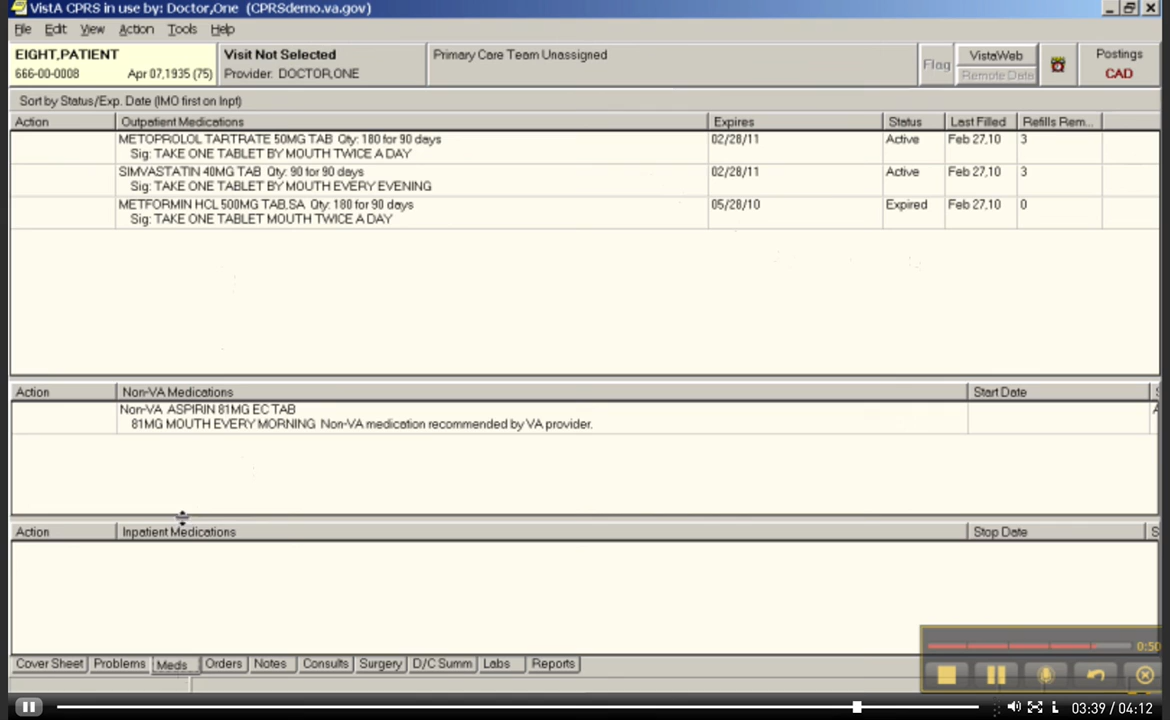 VistA CPRS in use by: Doctor,One (CPRSdemo.va.gov)
File Edit View Action Tools Help
EIGHT,PATIENT Visit Not Selected Primary Care Team Unassigned Flag VistaWeb Postings
666-00-0008 Apr 07,1935 (75) Provider: DOCTOR,ONE Remote Data CAD
Sort by Status/Exp. Date (IMO first on Inpt)
Action Outpatient Medications Expires Status Last Filled Refills Rem...
METOPROLOL TARTRATE 50MG TAB Qty: 180 for 90 days 02/28/11 Active Feb 27,10 3
Sig: TAKE ONE TABLET BY MOUTH TWICE A DAY
SIMVASTATIN 40MG TAB Qty: 90 for 90 days 02/28/11 Active Feb 27,10 3
Sig: TAKE ONE TABLET BY MOUTH EVERY EVENING
METFORMIN HCL 500MG TAB,SA Qty: 180 for 90 days 05/28/10 Expired Feb 27,10 0
Sig: TAKE ONE TABLET MOUTH TWICE A DAY
Action Non-VA Medications Start Date S
Non-VA ASPIRIN 81MG EC TAB A
81MG MOUTH EVERY MORNING Non-VA medication recommended by VA provider.
Action Inpatient Medications Stop Date S
0:50
Cover Sheet Problems Meds Orders Notes Consults Surgery D/C Summ Labs Reports
03:39 / 04:12